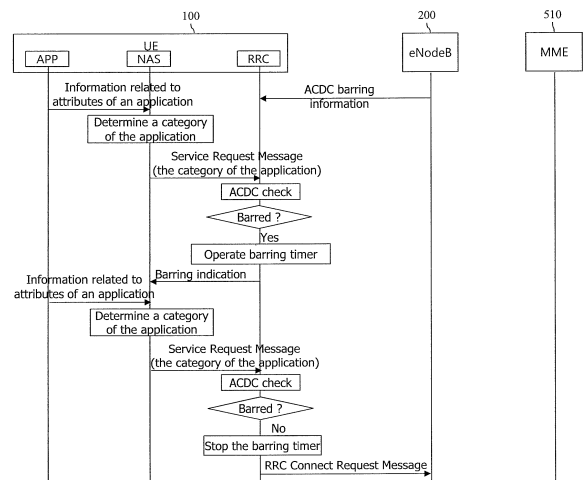 100
200
510
UE
APP
NAS
RRC
eNodeB
MME
Information related to
attributes of an application
ACDC barring
information
Determine a category
of the application
Service Request Message
(the category of the application)
ACDC check
Barred ?
Yes
Operate barring timer
Barring indication
Information related to
attributes of an application
Determine a category
of the application
Service Request Message
(the category of the application)
ACDC check
Barred ?
No
Stop the barring timer
RRC Connect Request Message